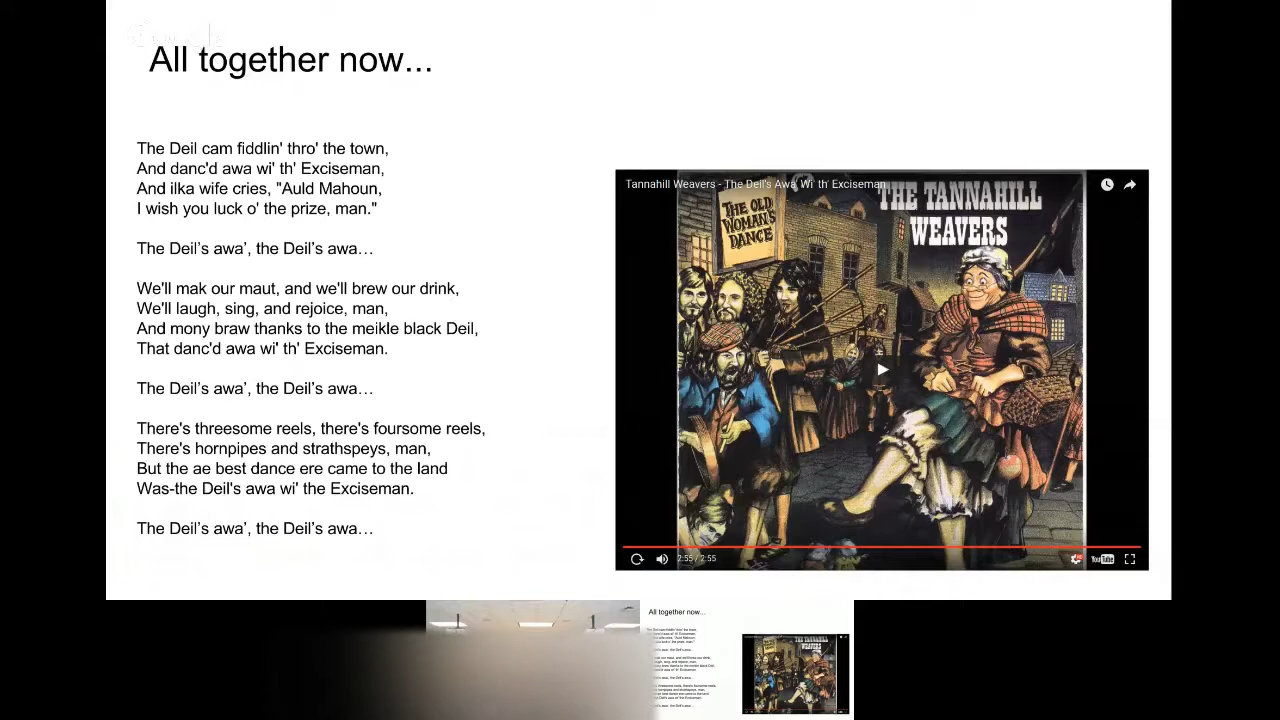 All together now...
The Deil cam fiddlin' thro' the town,
And danc'd awa wi' th' Exciseman,
And ilka wife cries, "Auld Mahoun,
I wish you luck o' the prize, man."
The Deil’s awa’, the Deil’s awa…
We'll mak our maut, and we'll brew our drink,
We'll laugh, sing, and rejoice, man,
And mony braw thanks to the meikle black Deil,
That danc'd awa wi' th' Exciseman.
The Deil’s awa’, the Deil’s awa…
There's threesome reels, there's foursome reels,
There's hornpipes and strathspeys, man,
But the ae best dance ere came to the land
Was-the Deil's awa wi' the Exciseman.
The Deil’s awa’, the Deil’s awa…
Tannahill Weavers - The Deil's Awa' Wi' th' Exciseman
THE TANNAHILL
WEAVERS
THE OLD
WOMAN'S
DANCE
2:55 / 2:55
YouTube
All together now...
THE TANNAHILL
WEAVERS